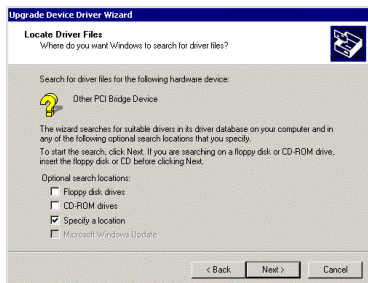 Upgrade Device Driver Wizard
Locate Driver Files
Where do you want Windows to search for driver files?
Search for driver files for the following hardware device:
Other PCI Bridge Device
The wizard searches for suitable drivers in its driver database on your computer and in
any of the following optional search locations that you specify.
To start the search, click Next. If you are searching on a floppy disk or CD-ROM drive,
insert the floppy disk or CD before clicking Next.
Optional search locations:
Floppy disk drives
CD-ROM drives
Specify a location
Microsoft Windows Update
< Back
Next >
Cancel